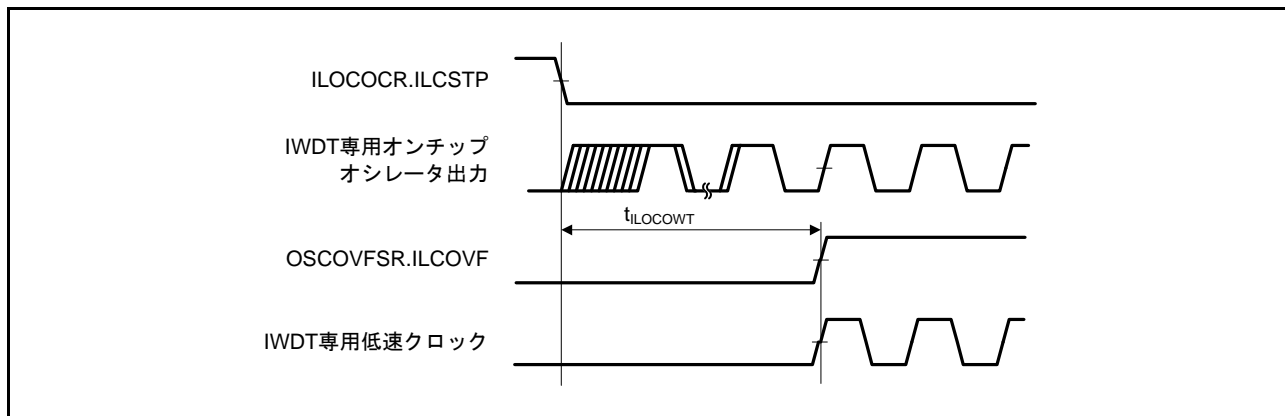 ILOCOCR.ILCSTP
IWDT専用オンチップ
オシレータ出力
tILOCOWT
OSCOVFSR.ILCOVF
IWDT専用低速クロック